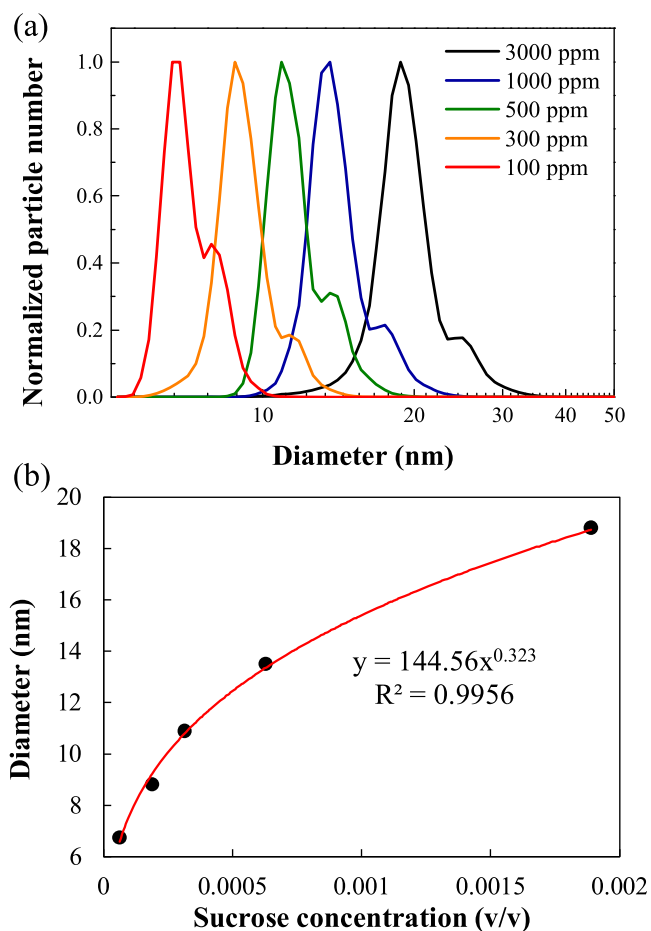 (a)
Normalized particle number
1.0
0.8
0.6
0.4
0.2
0.0
3000 ppm
1000 ppm
500 ppm
300 ppm
100 ppm
10 20 30 40 50
Diameter (nm)
(b)
Diameter (nm)
20
18
16
14
12
10
8
6
y = 144.56x^0.323
R² = 0.9956
0 0.0005 0.001 0.0015 0.002
Sucrose concentration (v/v)